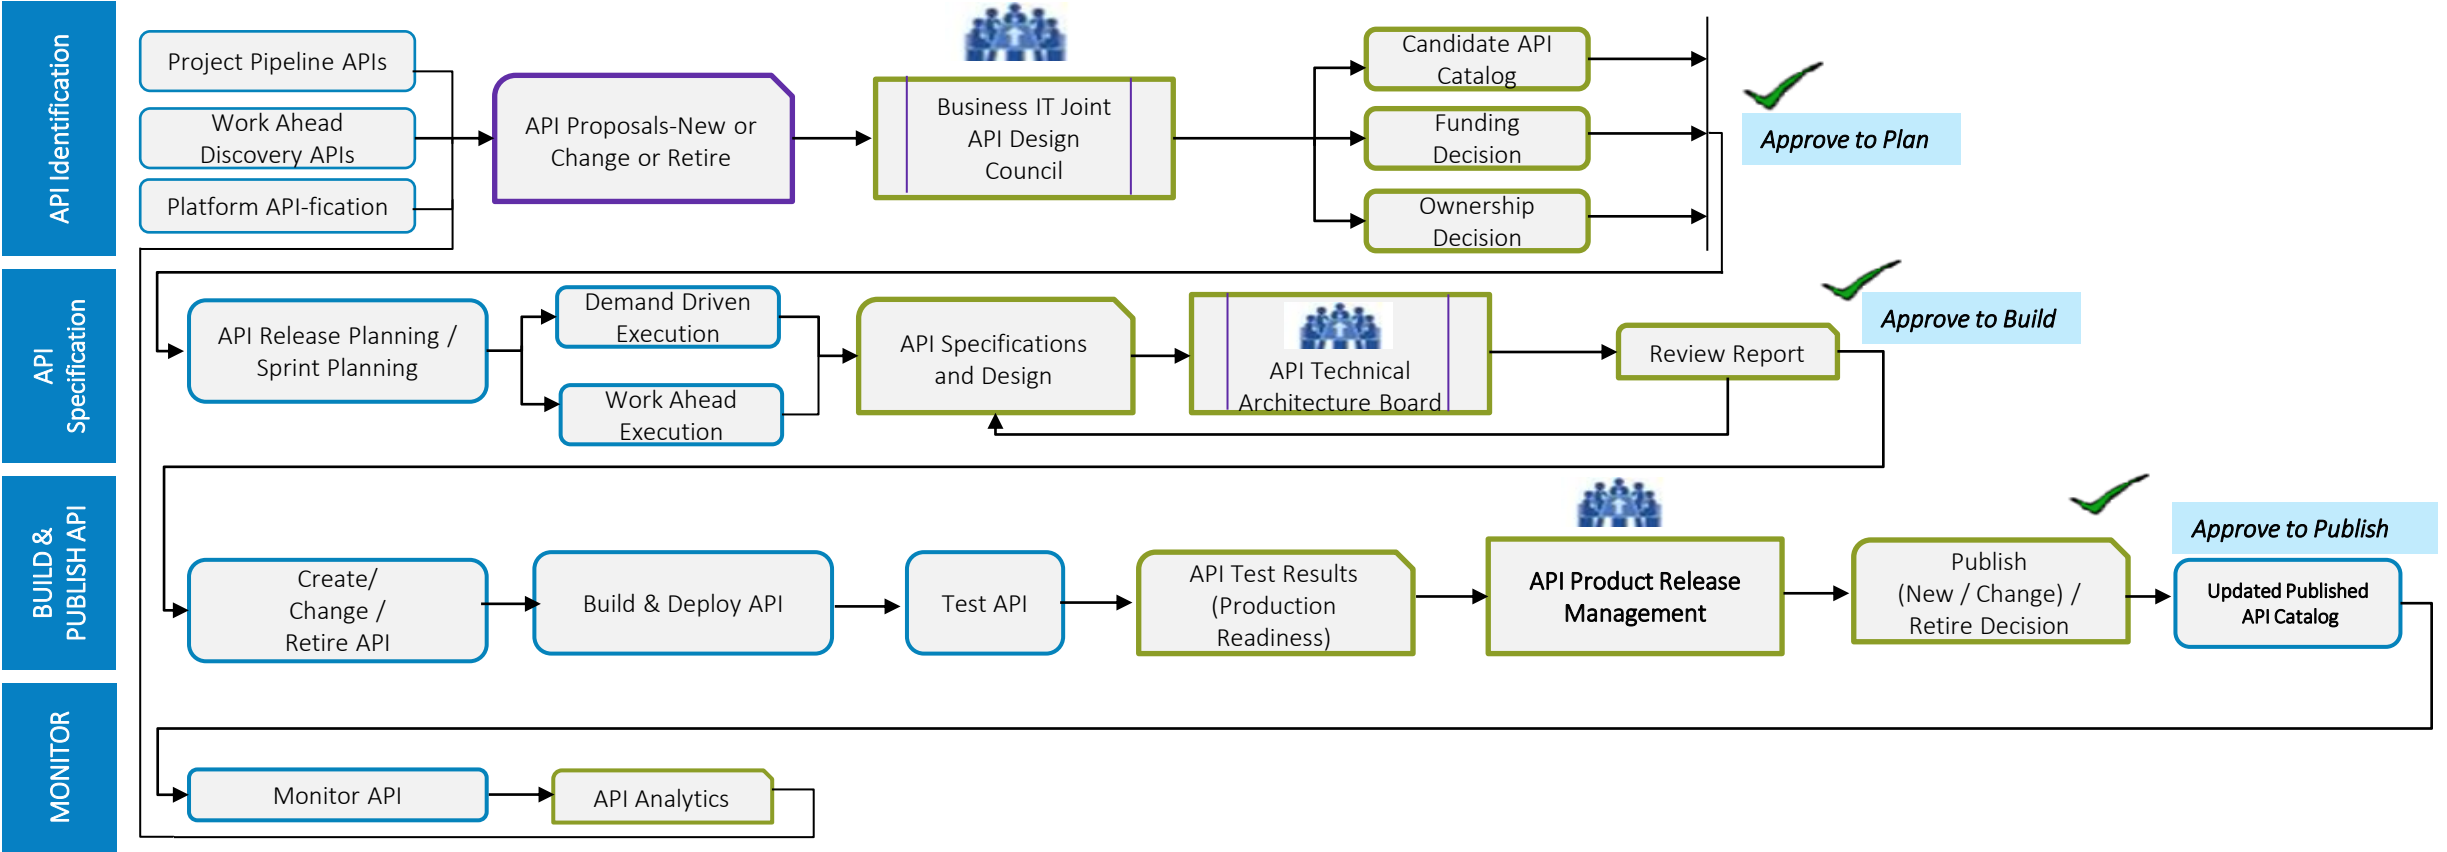 API Identification
Project Pipeline APIs
Work Ahead
Discovery APIs
Platform API-fication
API Proposals-New or
Change or Retire
Business IT Joint
API Design
Council
Candidate API
Catalog
Funding
Decision
Ownership
Decision
Approve to Plan
API
Specification
API Release Planning /
Sprint Planning
Demand Driven
Execution
Work Ahead
Execution
API Specifications
and Design
API Technical
Architecture Board
Review Report
Approve to Build
BUILD &
PUBLISH API
Create/
Change /
Retire API
Build & Deploy API
Test API
API Test Results
(Production
Readiness)
API Product Release
Management
Publish
(New / Change) /
Retire Decision
Approve to Publish
Updated Published
API Catalog
MONITOR
Monitor API
API Analytics